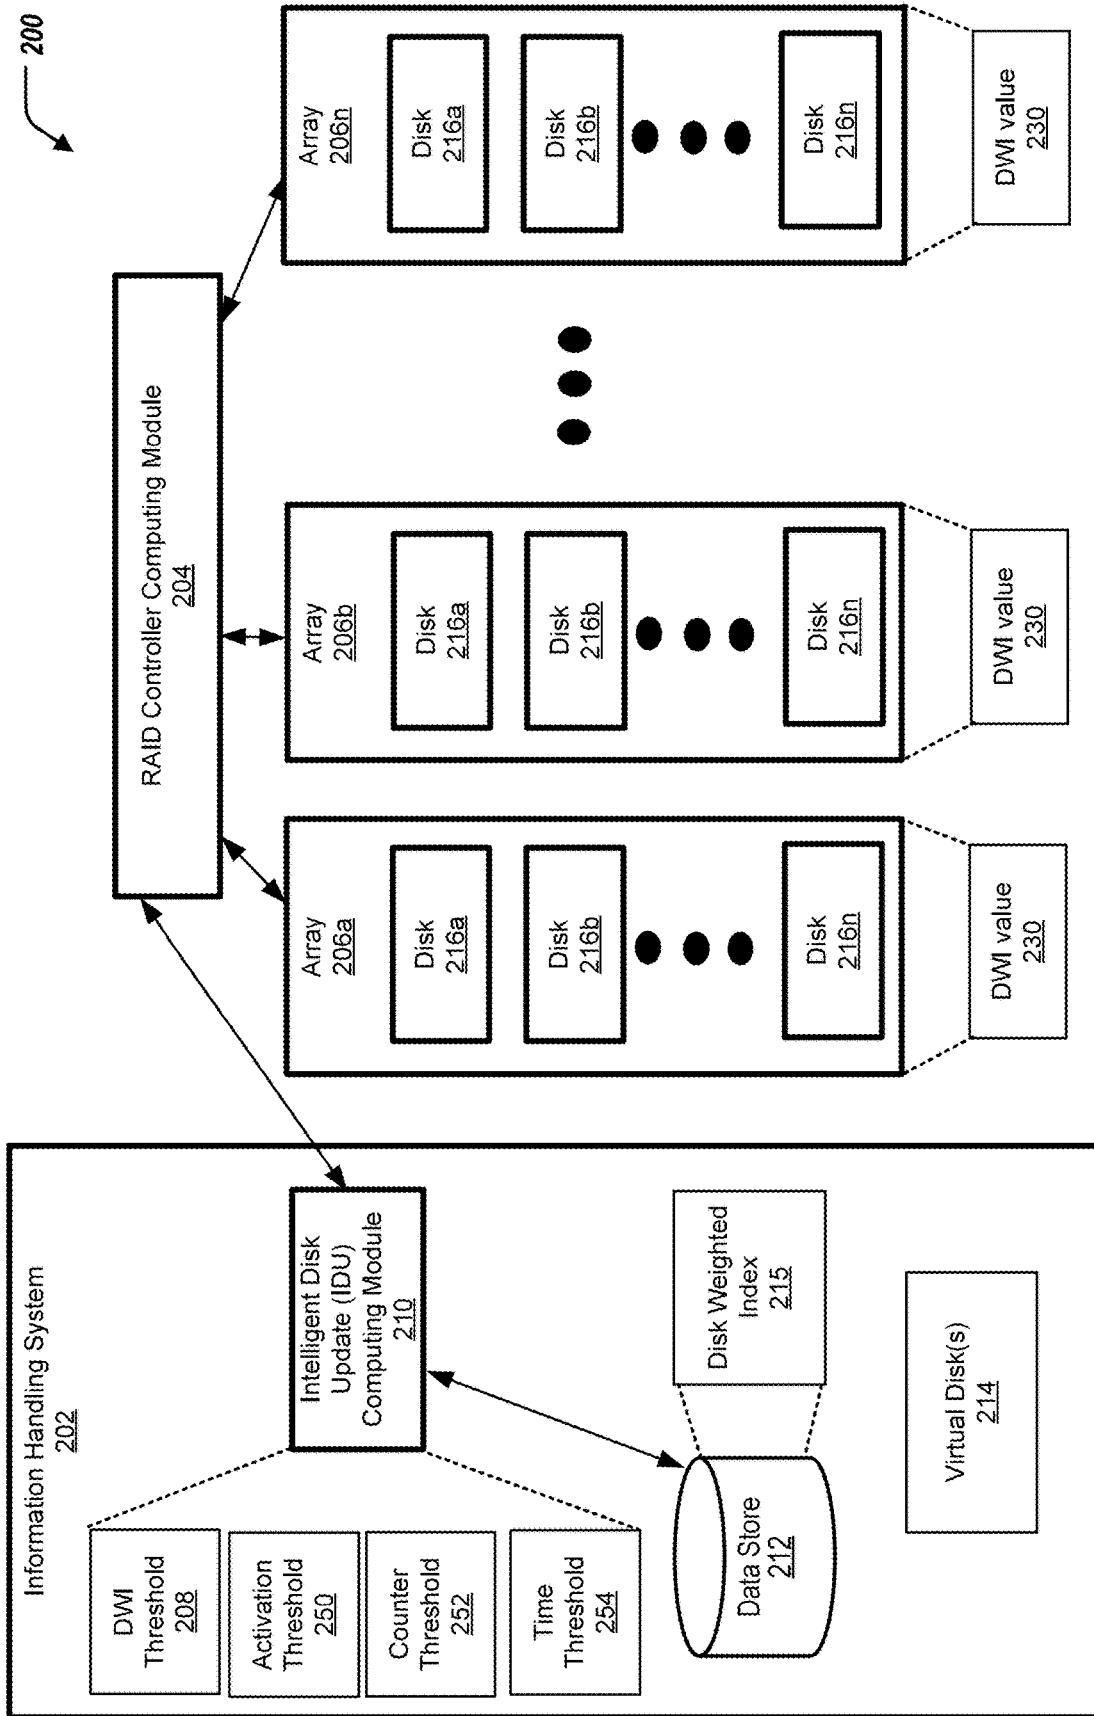 200
Information Handling System
202
DWI
Threshold
208
Activation
Threshold
250
Counter
Threshold
252
Time
Threshold
254
Intelligent Disk
Update (IDU)
Computing Module
210
Data Store
212
Disk Weighted
Index
215
Virtual Disk(s)
214
RAID Controller Computing Module
204
Array
206a
Disk
216a
Disk
216b
Disk
216n
DWI value
230
Array
206b
Disk
216a
Disk
216b
Disk
216n
DWI value
230
Array
206n
Disk
216a
Disk
216b
Disk
216n
DWI value
230